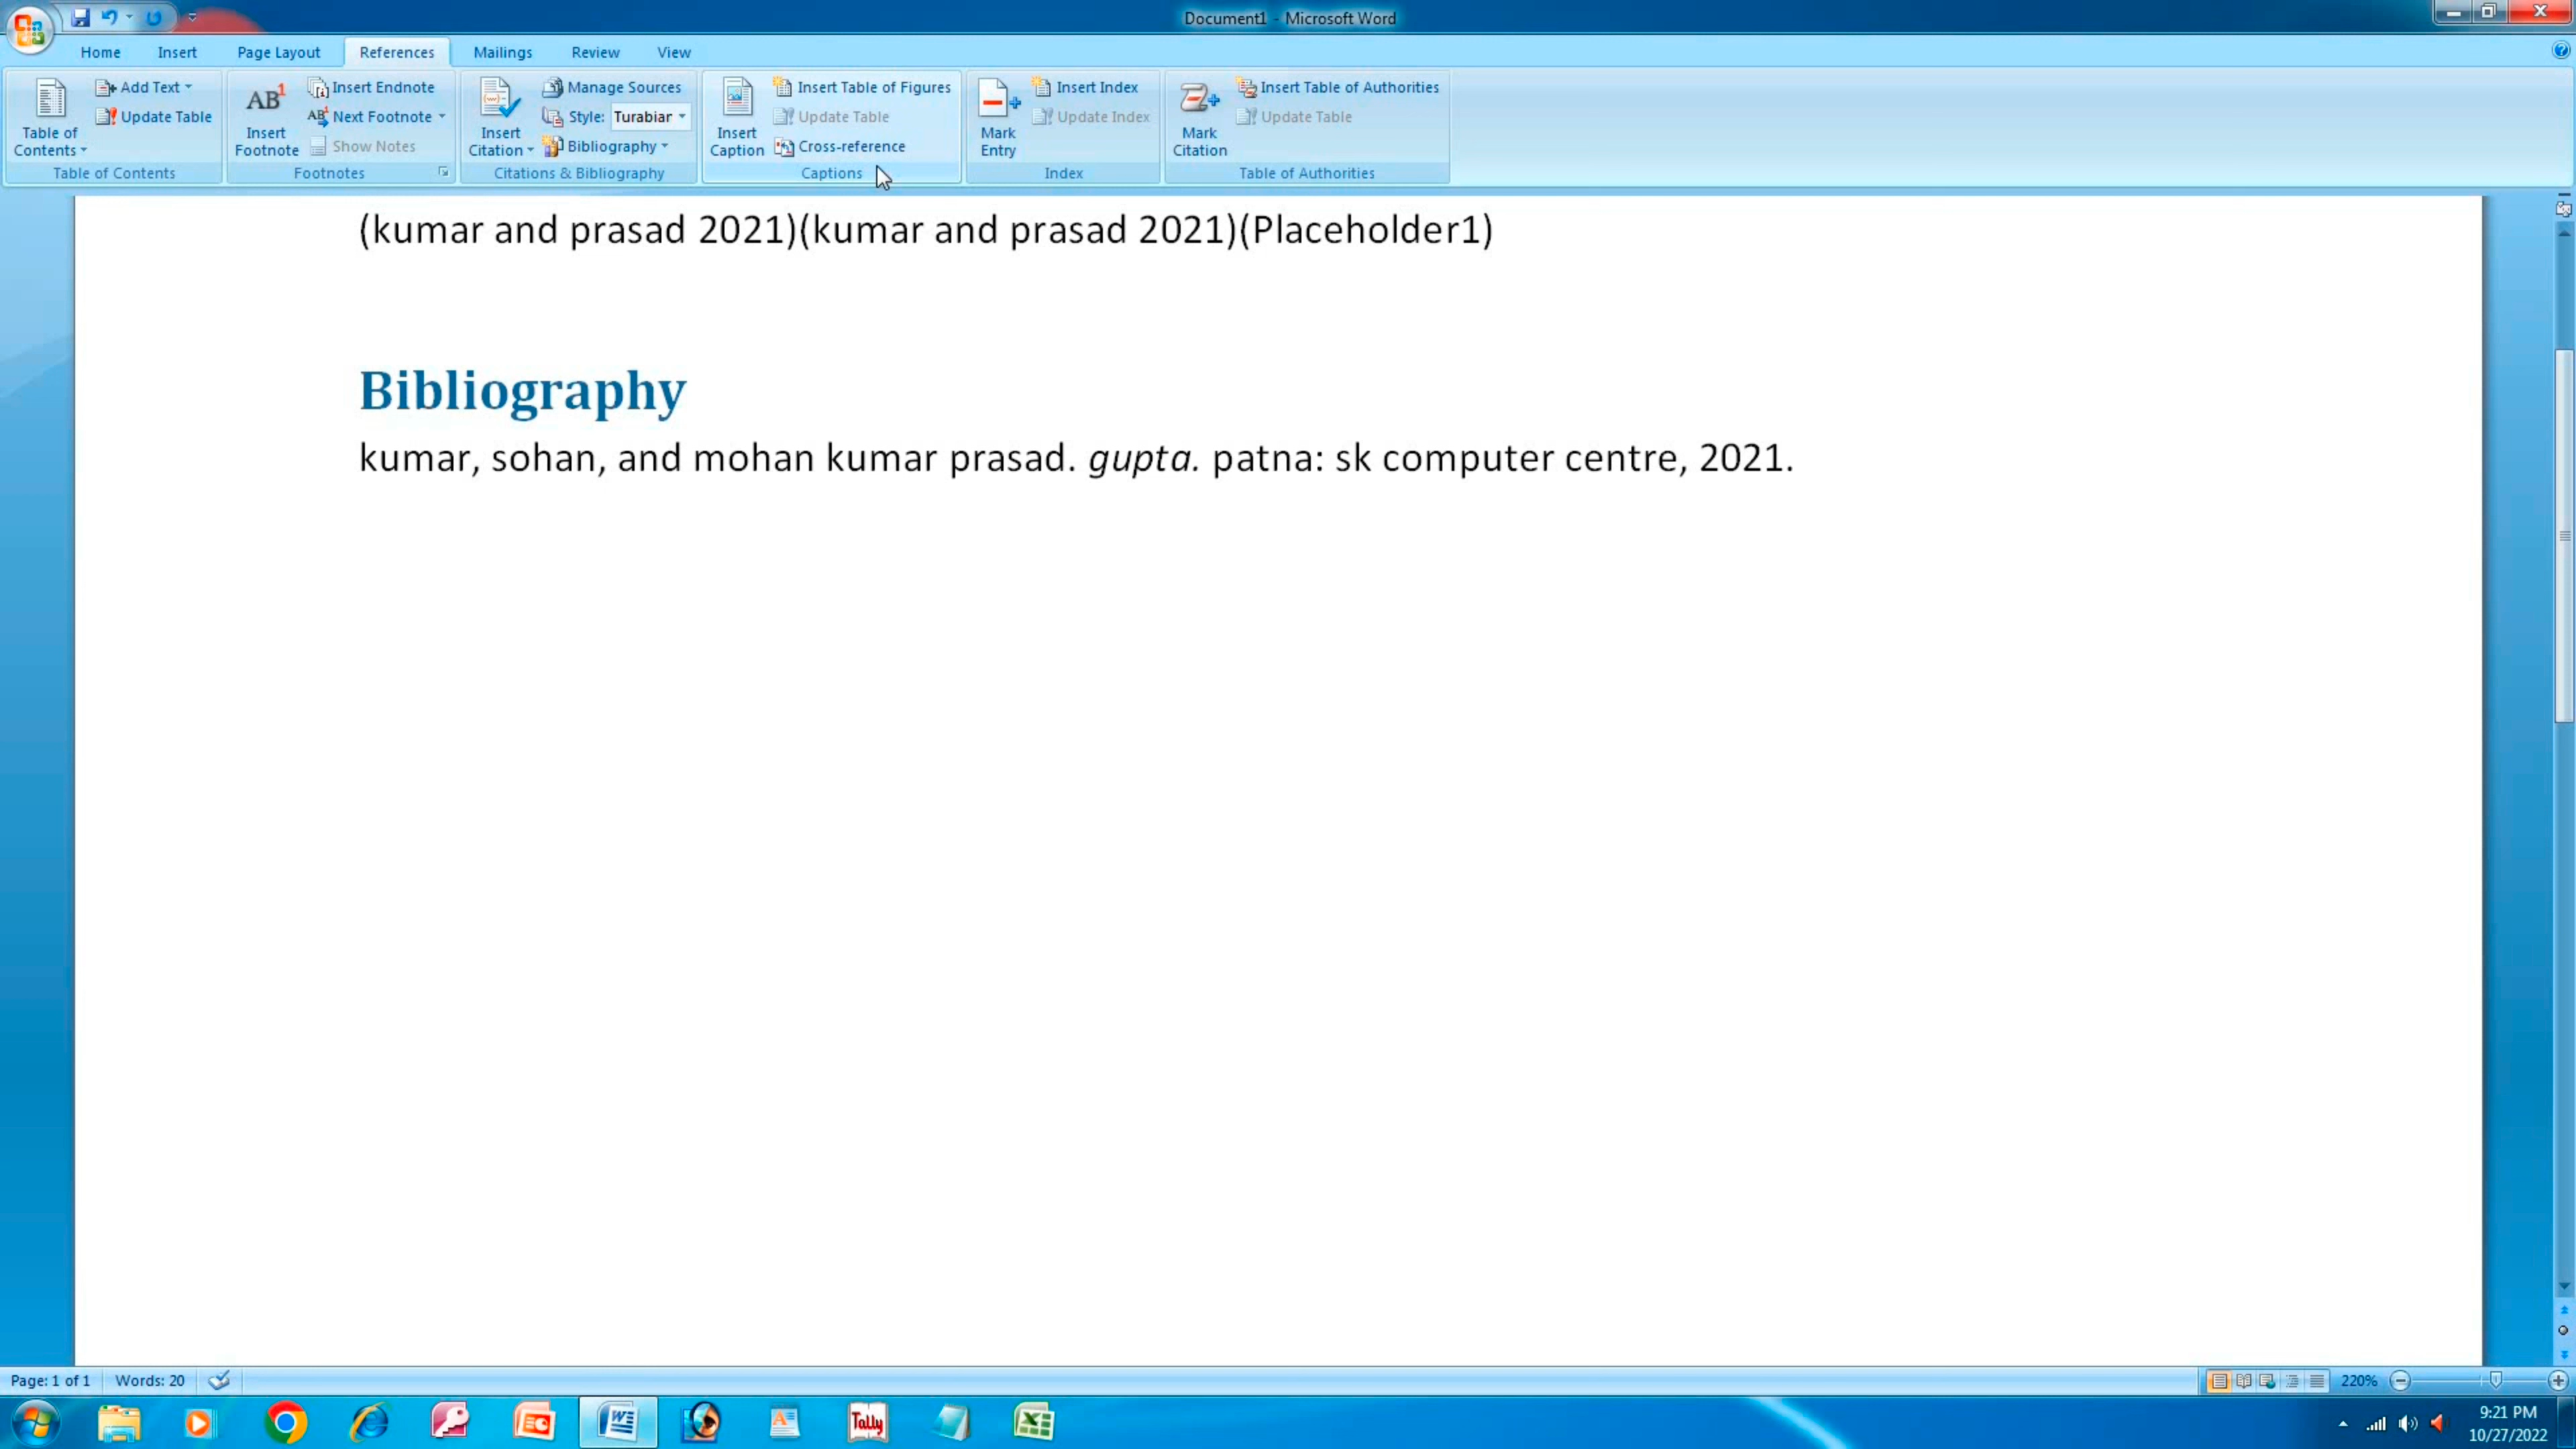 Document1 - Microsoft Word
Home Insert Page Layout References Mailings Review View
Table of Contents
Add Text
Update Table
Table of Contents
AB1
Insert Footnote
Insert Endnote
AB1 Next Footnote
Show Notes
Footnotes
Insert Citation
Manage Sources
Style: Turabiar
Bibliography
Citations & Bibliography
Insert Caption
Insert Table of Figures
Update Table
Cross-reference
Captions
Mark Entry
Insert Index
Update Index
Index
Mark Citation
Insert Table of Authorities
Update Table
Table of Authorities
(kumar and prasad 2021)(kumar and prasad 2021)(Placeholder1)
Bibliography
kumar, sohan, and mohan kumar prasad. gupta. patna: sk computer centre, 2021.
Page: 1 of 1 Words: 20 220%
Tally
9:21 PM
10/27/2022